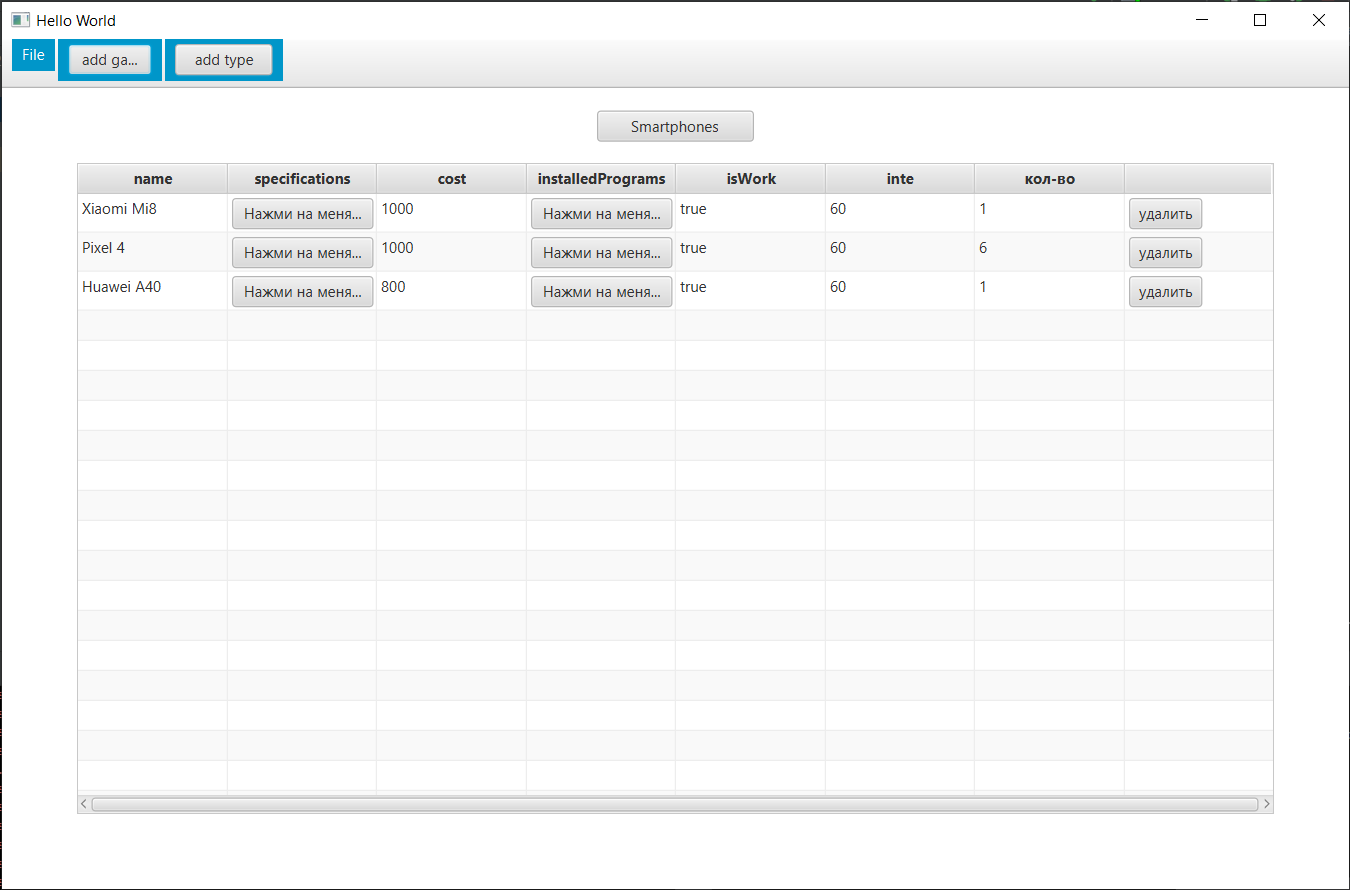 Hello World
File add ga... add type
Smartphones
name specifications cost installedPrograms isWork inte кол-во
Xiaomi Mi8 Нажми на меня... 1000 Нажми на меня... true 60 1 удалить
Pixel 4 Нажми на меня... 1000 Нажми на меня... true 60 6 удалить
Huawei A40 Нажми на меня... 800 Нажми на меня... true 60 1 удалить